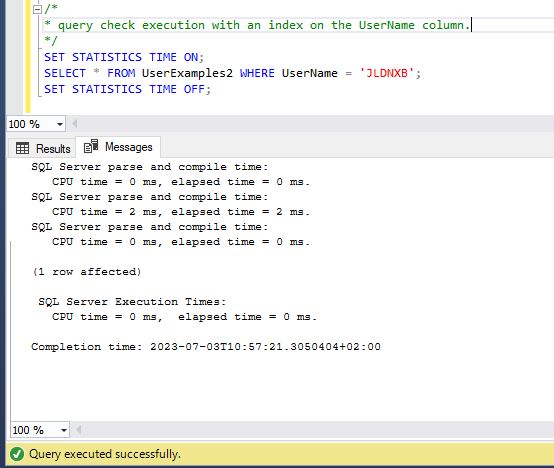 /*
* query check execution with an index on the UserName column.
*/
SET STATISTICS TIME ON;
SELECT * FROM UserExamples2 WHERE UserName = 'JLDNXB';
SET STATISTICS TIME OFF;
100 %
Results Messages
SQL Server parse and compile time:
CPU time = 0 ms, elapsed time = 0 ms.
SQL Server parse and compile time:
CPU time = 2 ms, elapsed time = 2 ms.
SQL Server parse and compile time:
CPU time = 0 ms, elapsed time = 0 ms.
(1 row affected)
SQL Server Execution Times:
CPU time = 0 ms,  elapsed time = 0 ms.
Completion time: 2023-07-03T10:57:21.3050404+02:00
100 %
Query executed successfully.